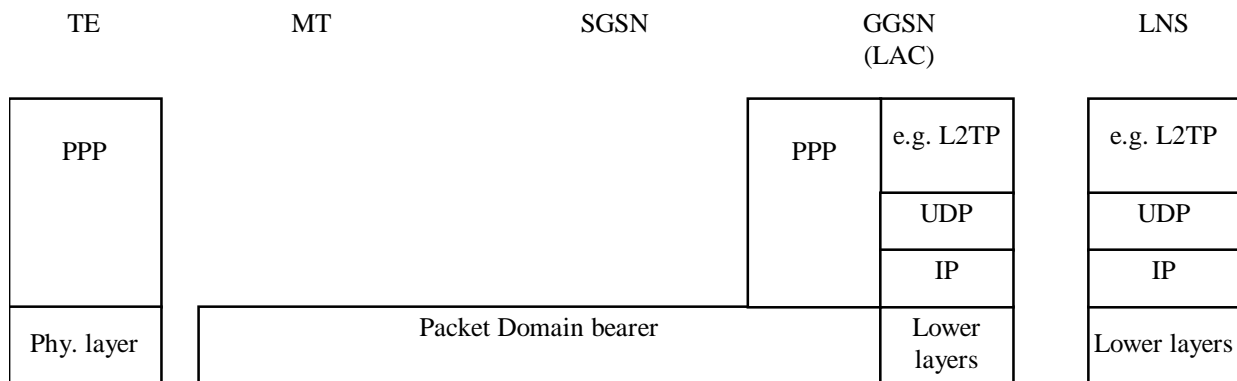 TE MT SGSN GGSN LNS
(LAC)
PPP PPP e.g. L2TP e.g. L2TP
UDP UDP
IP IP
Phy. layer Packet Domain bearer Lower Lower layers
layers